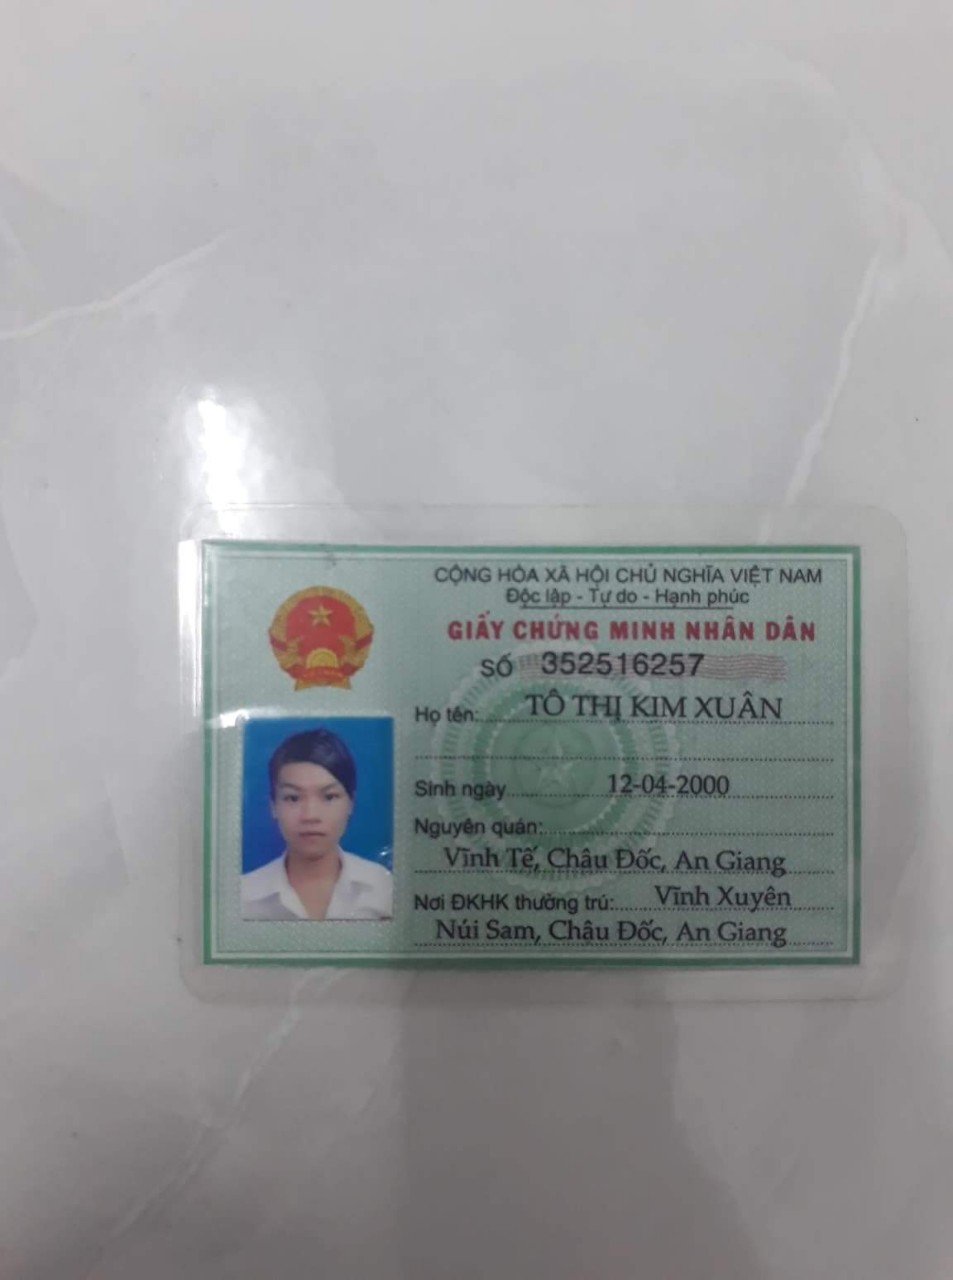 CỘNG HÒA XÃ HỘI CHỦ NGHĨA VIỆT NAM
Độc lập - Tự do - Hạnh phúc
GIẤY CHỨNG MINH NHÂN DÂN
SỐ 352516257
Họ tên: TÔ THỊ KIM XUÂN
Sinh ngày 12-04-2000
Nguyên quán:
Vĩnh Tế, Châu Đốc, An Giang
Nơi ĐKHK thường trú: Vĩnh Xuyên
Núi Sam, Châu Đốc, An Giang